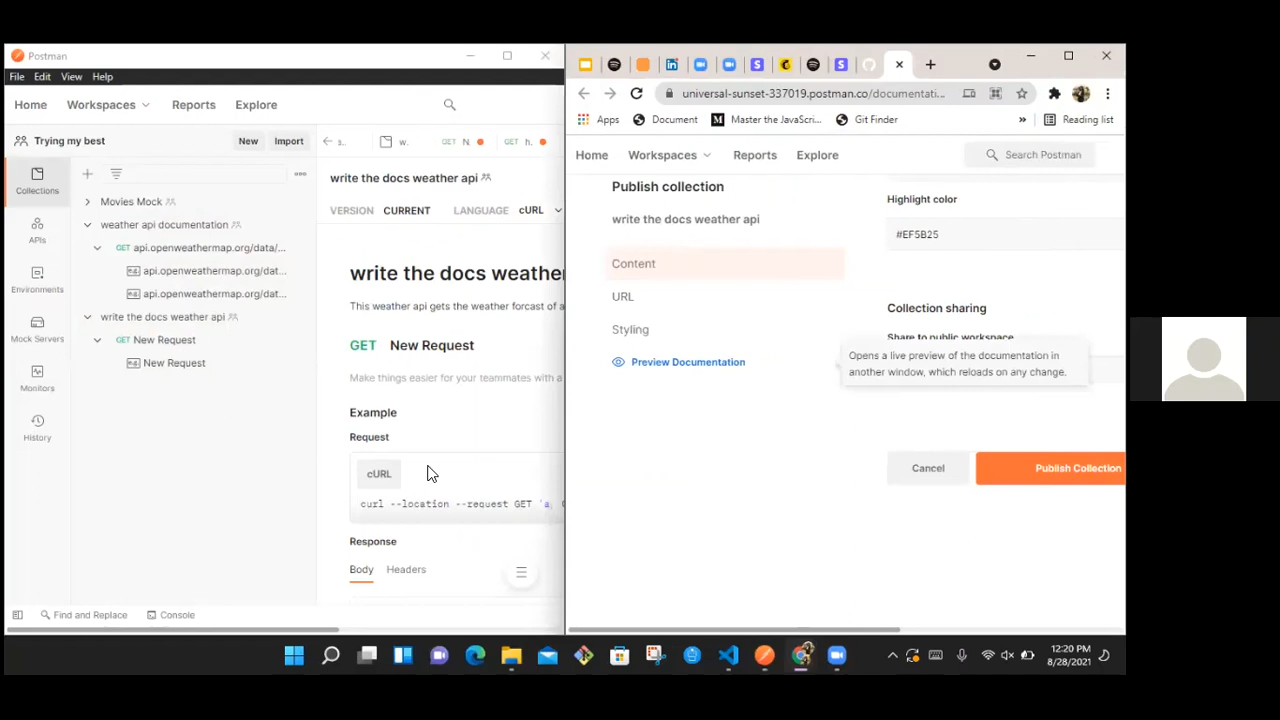 Postman
File Edit View Help
Home Workspaces Reports Explore
Trying my best New Import
s.. w. GET N. GET h.
Collections
APIs
Environments
Mock Servers
Monitors
History
Movies Mock
weather api documentation
GET api.openweathermap.org/data/...
api.openweathermap.org/dat...
api.openweathermap.org/dat...
write the docs weather api
GET New Request
New Request
write the docs weather api
VERSION CURRENT LANGUAGE cURL
write the docs weathe
This weather api gets the weather forcast of a
GET New Request
Make things easier for your teammates with a
Example
Request
cURL
curl --location --request GET 'a
Response
Body Headers
Find and Replace Console
universal-sunset-337019.postman.co/documentati...
Apps Document Master the JavaScri... Git Finder » Reading list
Home Workspaces Reports Explore Search Postman
Publish collection
write the docs weather api
Content
URL
Styling
Preview Documentation
Highlight color
#EF5B25
Collection sharing
Share to public workspace
Opens a live preview of the documentation in
another window, which reloads on any change.
Cancel Publish Collection
12:20 PM
8/28/2021